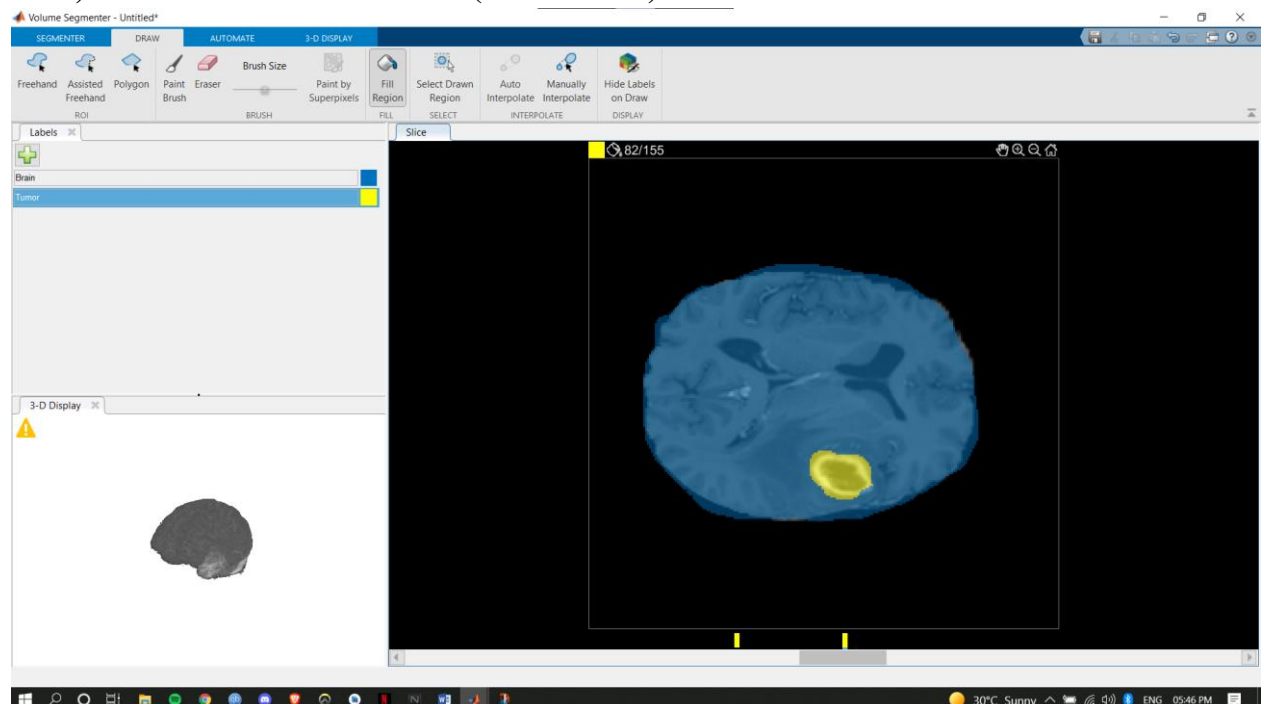 Volume Segmenter - Untitled*
SEGMENTER DRAW AUTOMATE 3-D DISPLAY
Freehand Assisted Freehand Polygon Paint Brush Eraser Brush Size Paint by Superpixels Fill Region Select Drawn Region Auto Interpolate Manually Interpolate Hide Labels on Draw
ROI BRUSH FILL SELECT INTERPOLATE DISPLAY
Labels Slice
82/155
Brain
Tumor
3-D Display
30°C Sunny ENG 05:46 PM